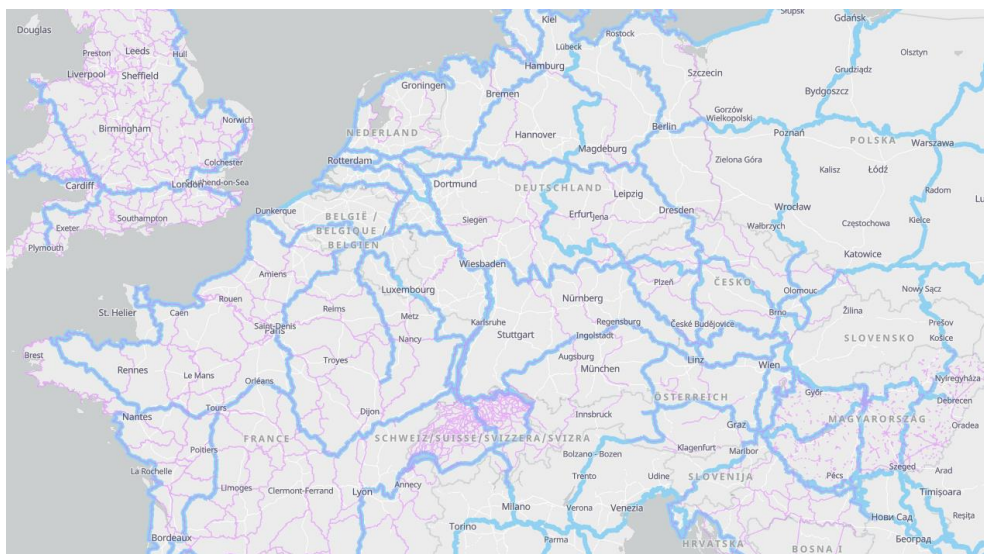 Douglas
Preston
Leeds
Hull
Liverpool
Sheffield
Birmingham
Norwich
Cardiff
Colchester
London
hend-on-Sea
Southampton
Exeter
Plymouth
St. Helier
Brest
Rennes
Nantes
La Rochelle
Bordeaux
Caen
Rouen
Amiens
Dunkerque
Saint-Denis
Paris
Le Mans
Orléans
Tours
Poitiers
Limoges
FRANCE
Clermont-Ferrand
Lyon
Annecy
Reims
Troyes
Dijon
Metz
Nancy
Luxembourg
BELGIË /
BELGIQUE /
BELGIEN
NEDERLAND
Rotterdam
Groningen
Kiel
Lübeck
Rostock
Hamburg
Bremen
Hannover
Magdeburg
Berlin
Dortmund
DEUTSCHLAND
Siegen
Erfurt
Jena
Leipzig
Dresden
Wiesbaden
Karlsruhe
Stuttgart
Nürnberg
Ingolstadt
Regensburg
Augsburg
München
SCHWEIZ/SUISSE/SVIZZERA/SVIZRA
Innsbruck
Bolzano - Bozen
Trento
Milano
Torino
Verona
Parma
Venezia
Udine
Klagenfurt
ÖSTERREICH
Graz
Maribor
SLOVENIJA
HRVATSKA
BOSNA I
Linz
Wien
Plzeň
ČESKO
České Budějovice
Brno
Olomouc
Szczecin
Słupsk
Gdańsk
Olsztyn
Grudziądz
Bydgoszcz
Gorzów
Wielkopolski
Poznań
POLSKA
Warszawa
Zielona Góra
Kalisz
Łódź
Radom
Wrocław
Wałbrzych
Częstochowa
Kielce
Katowice
Nowy Sącz
Žilina
Prešov
Košice
SLOVENSKO
Nyíregyháza
Debrecen
Győr
MAGYARORSZÁG
Oradea
Pécs
Szeged
Arad
Timișoara
Reșița
Нови Сад
Београд